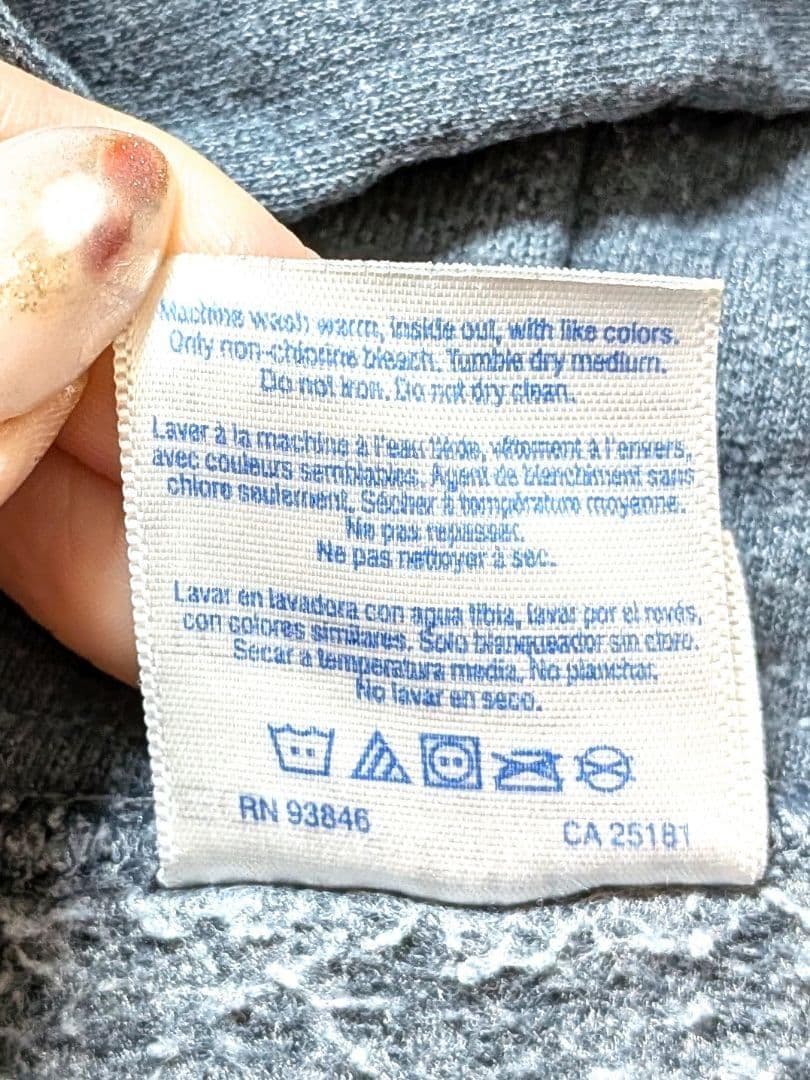 Machine wash warm, inside out, with like colors.
Only non-chlorine bleach. Tumble dry medium.
Do not iron. Do not dry clean.
Laver à la machine à l'eau tiède, vêtement à l'envers,
avec couleurs semblables. Agent de blanchiment sans
chlore seulement. Sécher à température moyenne.
Ne pas repasser.
Ne pas nettoyer à sec.
Lavar en lavadora con agua tibia, lavar por el revés,
con colores similares. Solo blanqueador sin cloro.
Secar a temperatura media. No planchar.
No lavar en seco.
RN 93846
CA 25181